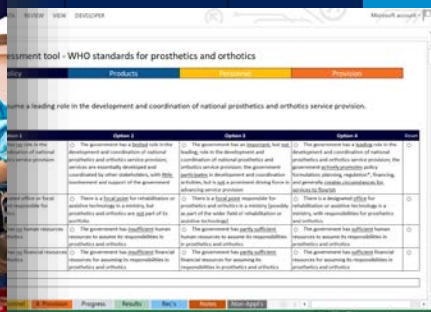 DATA REVIEW VIEW DEVELOPER Microsoft account
essment tool - WHO standards for prosthetics and orthotics
olicy Products Personnel Provision
sume a leading role in the development and coordination of national prosthetics and orthotics service provision.
Option 1 Option 2 Option 3 Option 4 Reset
The government has a limited role in the
development and coordination of national
prosthetics and orthotics service provision;
services are essentially developed and
coordinated by other stakeholders, with little
involvement and support of the government
The government has an important, but not
leading, role in the development and
coordination of national prosthetics and
orthotics service provision; the government
participates in development and coordination
activities, but is not a prominent driving force in
advancing service provision
The government has a leading role in the
development and coordination of national
prosthetics and orthotics service provision; the
government actively promotes policy
formulation, planning, regulation*, financing,
and generally creates circumstances for
services to flourish
There is a focal point for rehabilitation or
assistive technology in a ministry, but
prosthetics and orthotics are not part of its
portfolio
There is a focal point responsible for
prosthetics and orthotics in a ministry (possibly
as part of the wider field of rehabilitation or
assistive technology)
There is a designated office for
rehabilitation or assistive technology in a
ministry, with responsibilities for prosthetics
and orthotics
The government has insufficient human
resources to assume its responsibilities in
prosthetics and orthotics
The government has partly sufficient
human resources to assume its responsibilities
in prosthetics and orthotics
The government has sufficient human
resources to assume its responsibilities in
prosthetics and orthotics
The government has insufficient financial
resources for assuming its responsibilities in
prosthetics and orthotics
The government has partly sufficient
financial resources for assuming its
responsibilities in prosthetics and orthotics
The government has sufficient financial
resources for assuming its responsibilities in
prosthetics and orthotics
4 Provision Progress Results Rec's Notes Non-Appl's